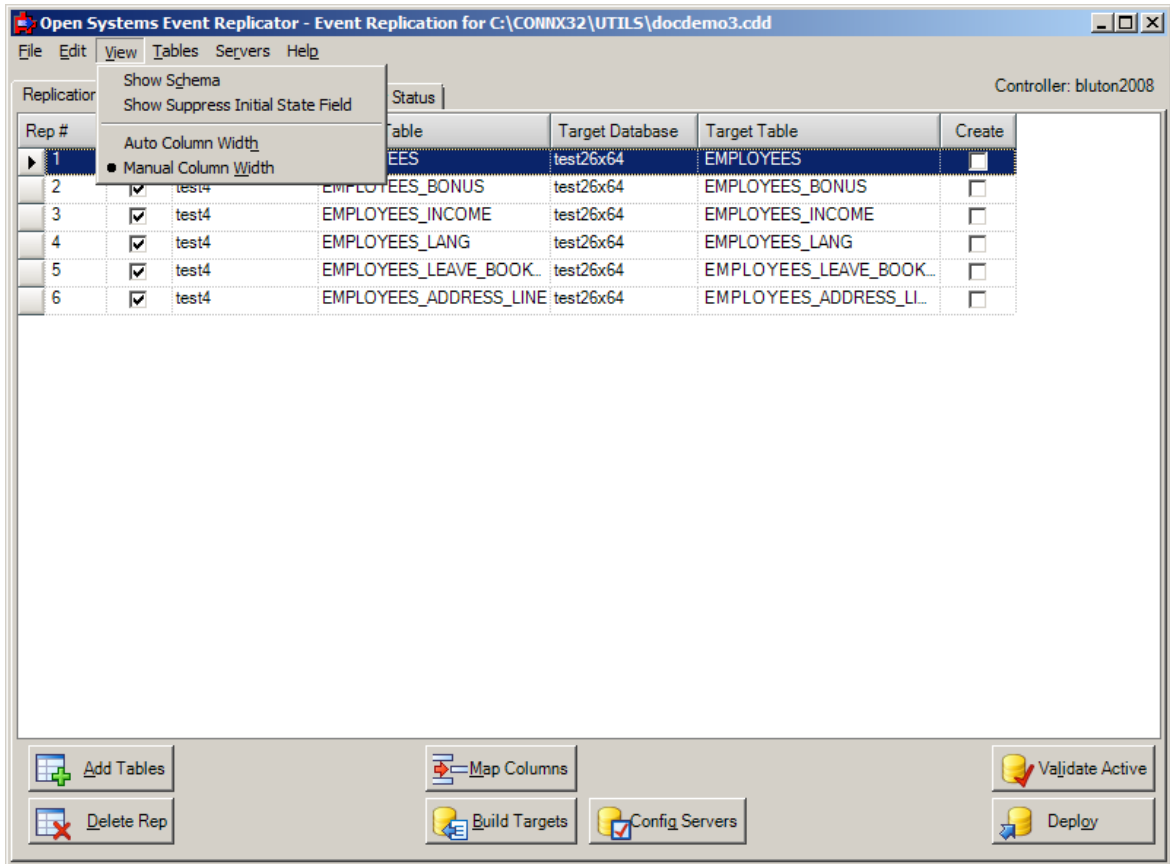 Open Systems Event Replicator - Event Replication for C:\CONNX32\UTILS\docdemo3.cdd
File Edit View Tables Servers Help
Show Schema
Show Suppress Initial State Field
Auto Column Width
Manual Column Width
Replication Status Controller: bluton2008
Rep # Table Target Database Target Table Create
1 EES test26x64 EMPLOYEES
2 test4 EMPLOYEES_BONUS test26x64 EMPLOYEES_BONUS
3 test4 EMPLOYEES_INCOME test26x64 EMPLOYEES_INCOME
4 test4 EMPLOYEES_LANG test26x64 EMPLOYEES_LANG
5 test4 EMPLOYEES_LEAVE_BOOK... test26x64 EMPLOYEES_LEAVE_BOOK...
6 test4 EMPLOYEES_ADDRESS_LINE test26x64 EMPLOYEES_ADDRESS_LI...
Add Tables Map Columns Validate Active
Delete Rep Build Targets Config Servers Deploy